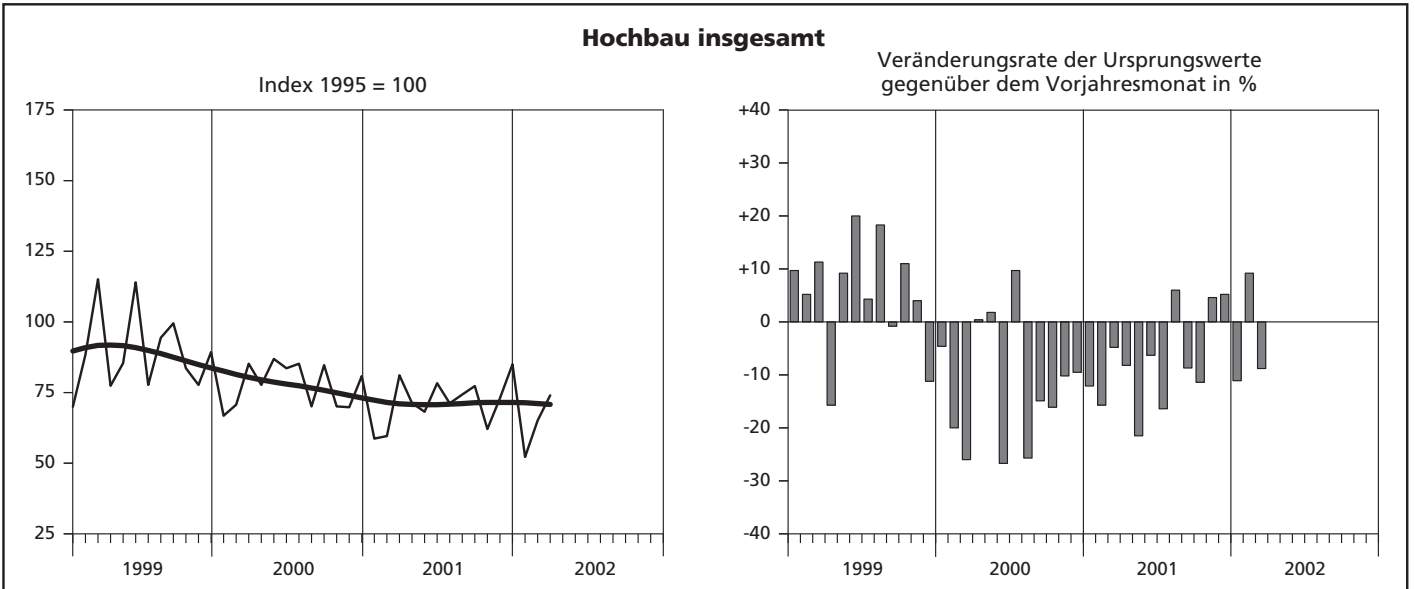 Hochbau insgesamt
Index 1995 = 100
175
150
125
100
75
50
25
1999 2000 2001 2002
Veränderungsrate der Ursprungswerte
gegenüber dem Vorjahresmonat in %
+40
+30
+20
+10
0
-10
-20
-30
-40
1999 2000 2001 2002